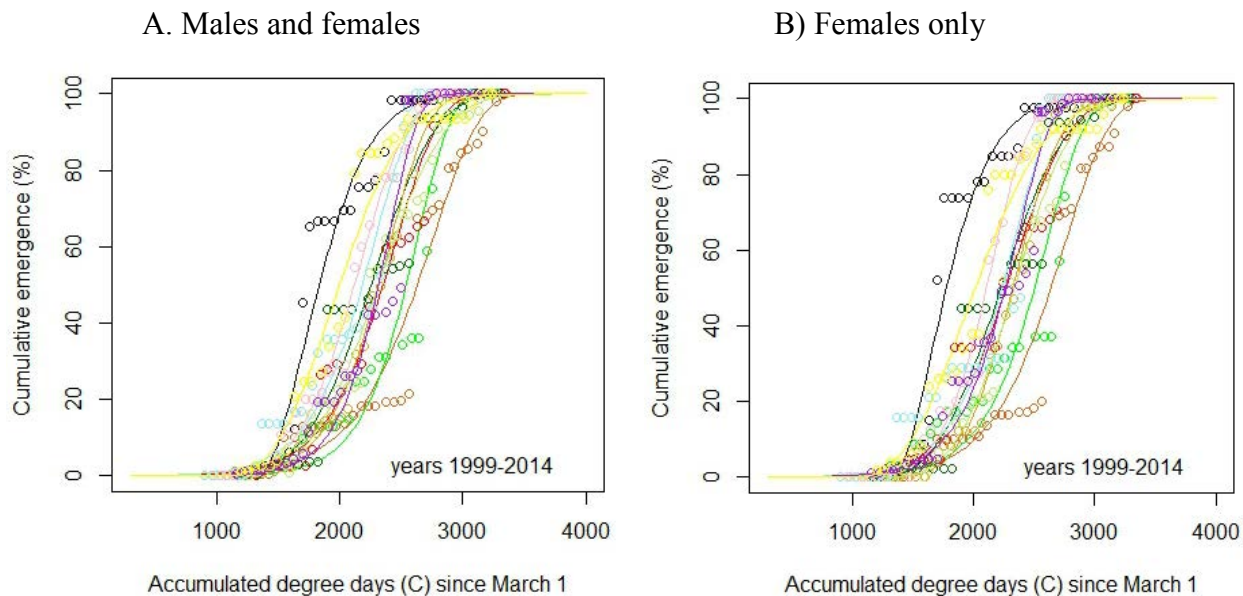 A. Males and females
B) Females only
Cumulative emergence (%)
100
80
60
40
20
0
years 1999-2014
1000 2000 3000 4000
Accumulated degree days (C) since March 1
Cumulative emergence (%)
100
80
60
40
20
0
years 1999-2014
1000 2000 3000 4000
Accumulated degree days (C) since March 1